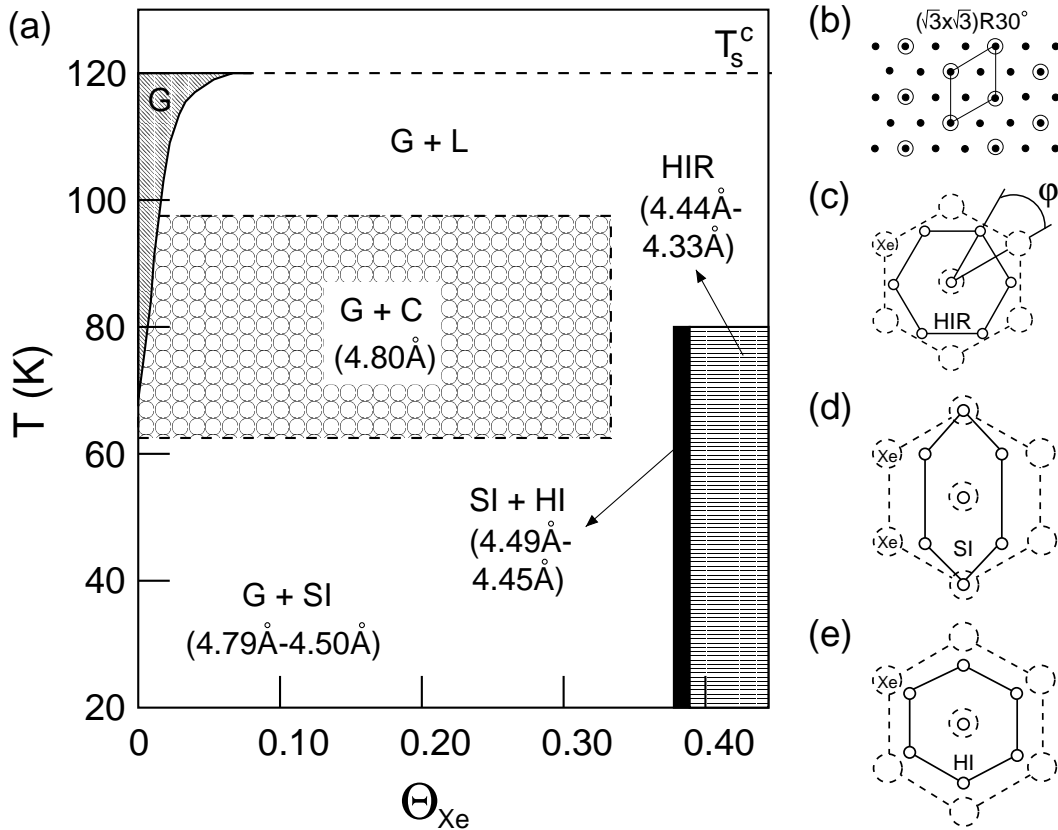 (a)
T_s^c
120
G
G + L
100
HIR
(4.44Å-
4.33Å)
G + C
(4.80Å)
80
T (K)
60
SI + HI
(4.49Å-
4.45Å)
40
G + SI
(4.79Å-4.50Å)
20
0
0.10
0.20
0.30
0.40
Θ_Xe
(b)
(√3x√3)R30°
(c)
φ
Xe
HIR
(d)
Xe
Xe
SI
(e)
Xe
HI